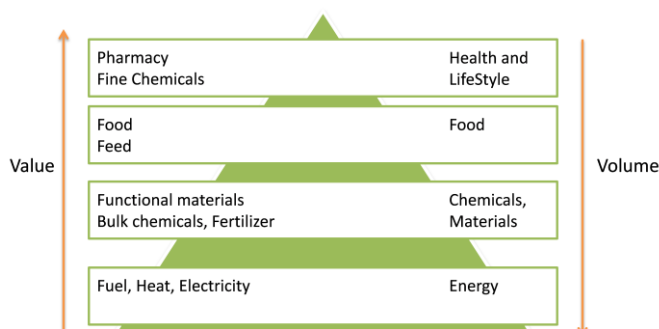 Pharmacy
Fine Chemicals
Health and
LifeStyle
Food
Feed
Food
Value
Volume
Functional materials
Bulk chemicals, Fertilizer
Chemicals,
Materials
Fuel, Heat, Electricity
Energy